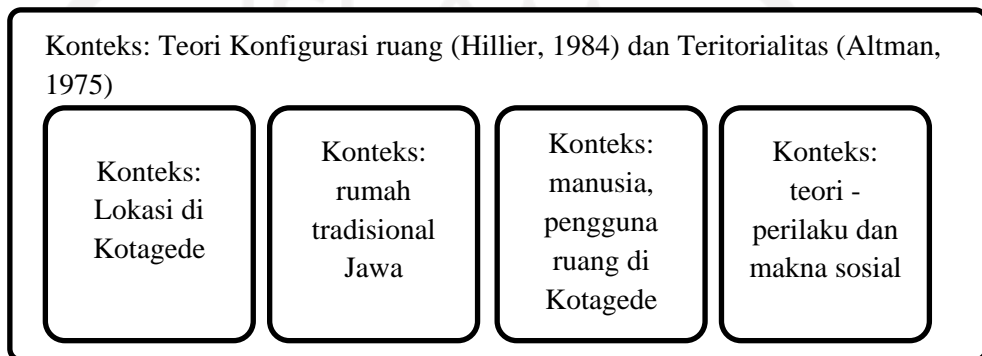 Konteks: Teori Konfigurasi ruang (Hillier, 1984) dan Teritorialitas (Altman,
1975)
Konteks:
Lokasi di
Kotagede
Konteks:
rumah
tradisional
Jawa
Konteks:
manusia,
pengguna
ruang di
Kotagede
Konteks:
teori -
perilaku dan
makna sosial